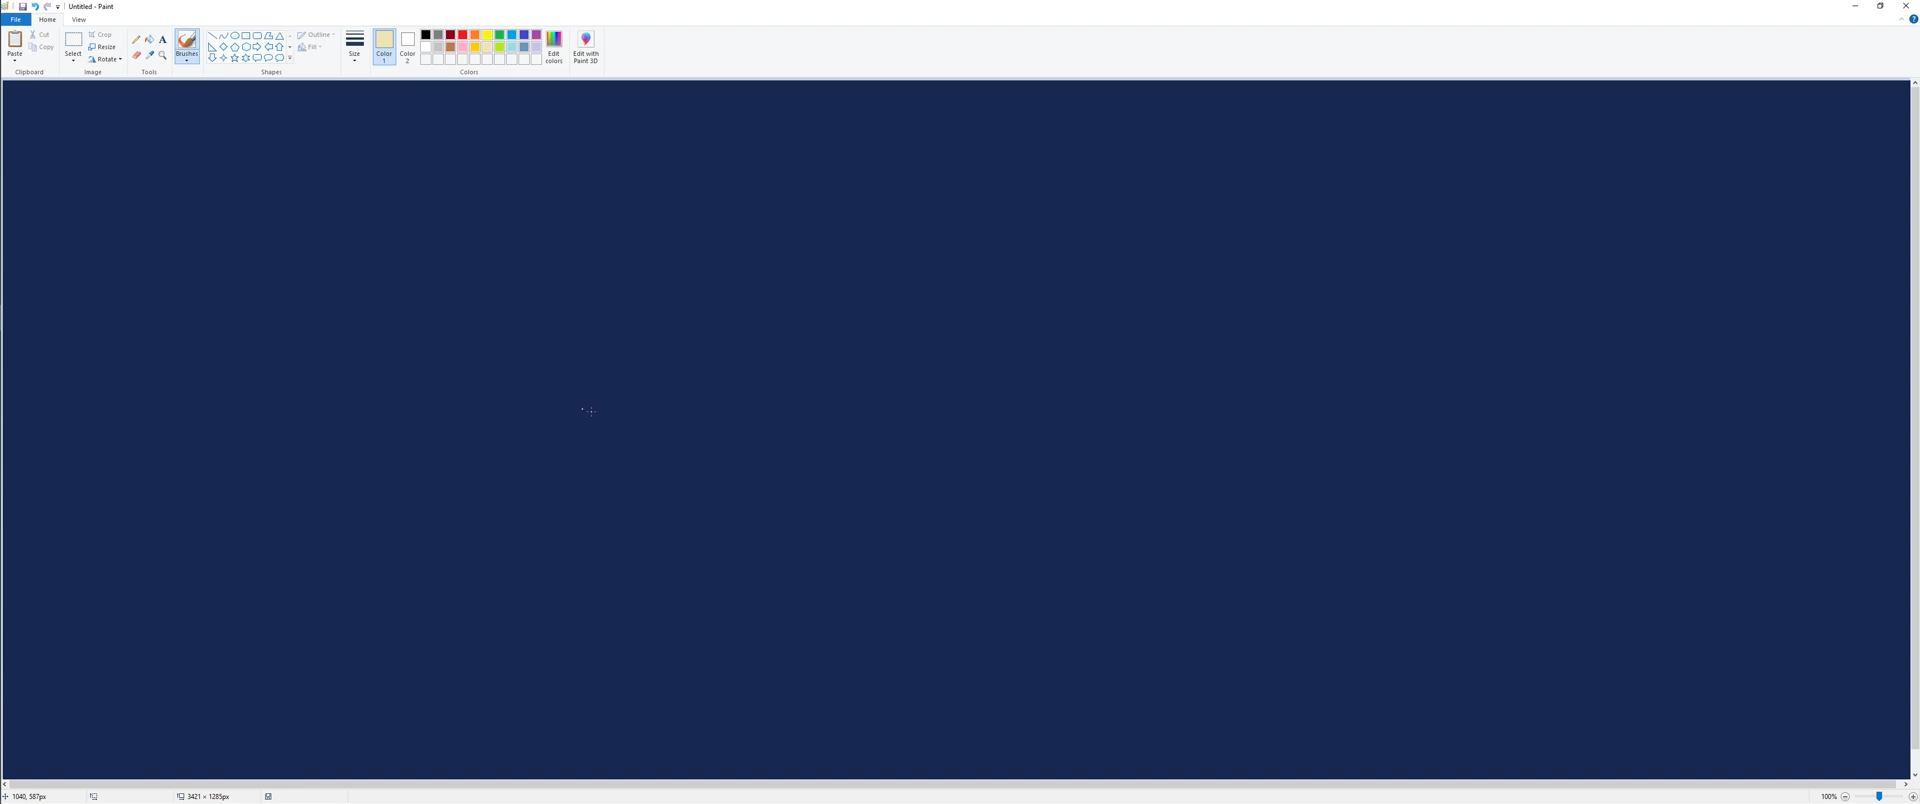 Untitled - Paint
File Home View
Paste Cut Copy Select Crop Resize Rotate Brushes Outline Fill Size Color 1 Color 2 Edit colors Edit with Paint 3D
Clipboard Image Tools Shapes Colors
1040, 587px 3421 × 1285px 100%